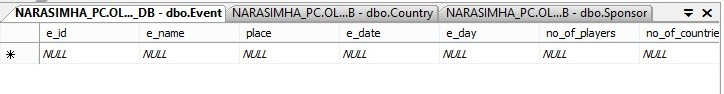 NARASIMHA_PC.OL..._DB - dbo.Event NARASIMHA_PC.OL...B - dbo.Country NARASIMHA_PC.OL...B - dbo.Sponsor
e_id e_name place e_date e_day no_of_players no_of_countrie
NULL NULL NULL NULL NULL NULL NULL